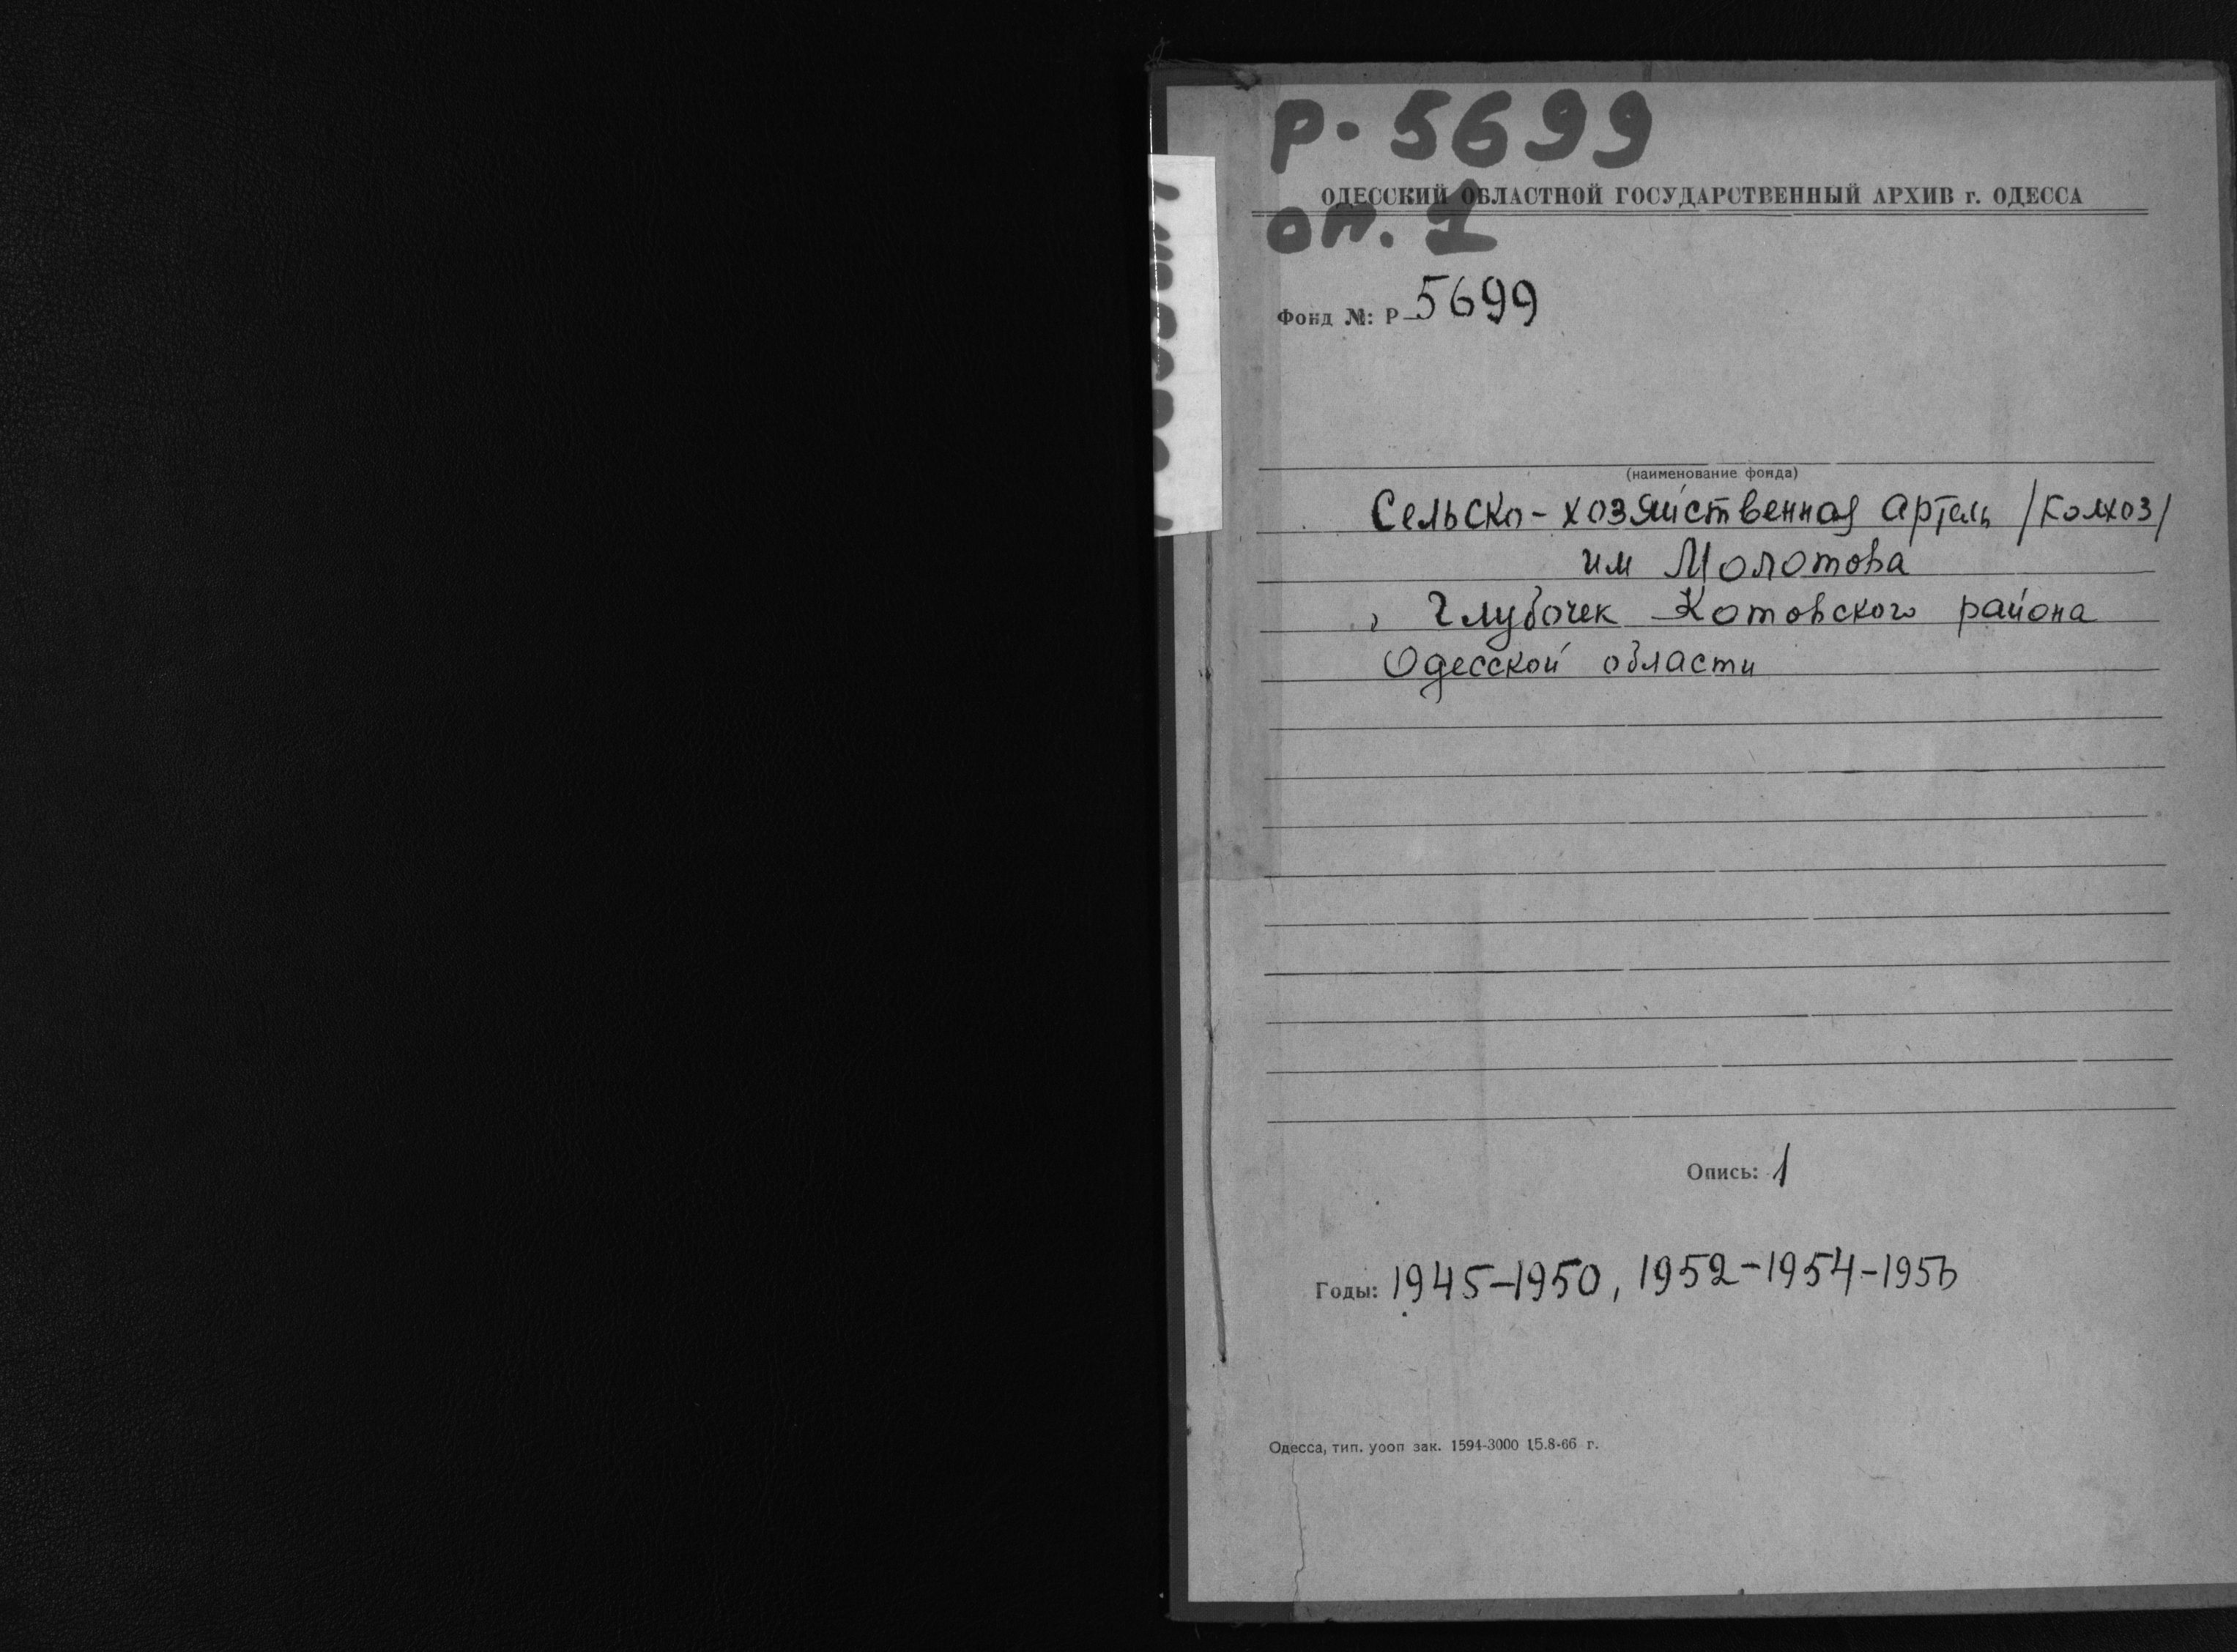 Р-5699
ОДЕССКИЙ ОБЛАСТНОЙ ГОСУДАРСТВЕННЫЙ АРХИВ г. ОДЕССА
оп. 1
Фонд №: Р-5699
(наименование фонда)
Сельско-хозяйственная артель /колхоз/
им Молотова
, Глубочек Котовского района
Одесской области
Опись: 1
Годы: 1945-1950, 1952-1954-1956
Одесса, тип. уооп зак. 1594-3000 15.8-66 г.